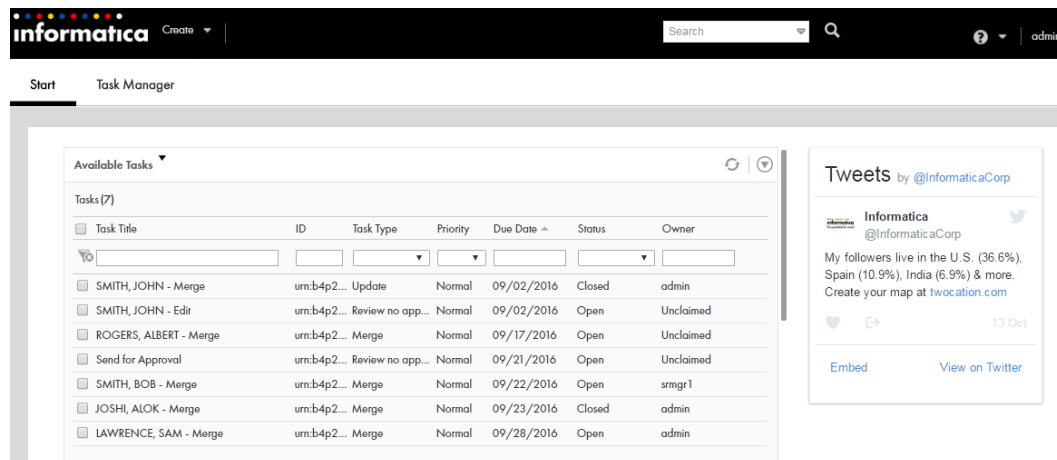 informatica Create Search ? admin
Start Task Manager
Available Tasks
Tasks (7)
Task Title ID Task Type Priority Due Date Status Owner
SMITH, JOHN - Merge urn:b4p2... Update Normal 09/02/2016 Closed admin
SMITH, JOHN - Edit urn:b4p2... Review no app... Normal 09/02/2016 Open Unclaimed
ROGERS, ALBERT - Merge urn:b4p2... Merge Normal 09/17/2016 Open Unclaimed
Send for Approval urn:b4p2... Review no app... Normal 09/21/2016 Open Unclaimed
SMITH, BOB - Merge urn:b4p2... Merge Normal 09/22/2016 Open srmgr1
JOSHI, ALOK - Merge urn:b4p2... Merge Normal 09/23/2016 Closed admin
LAWRENCE, SAM - Merge urn:b4p2... Merge Normal 09/28/2016 Open admin
Tweets by @InformaticaCorp
Informatica
@InformaticaCorp
My followers live in the U.S. (36.6%),
Spain (10.9%), India (6.9%) & more.
Create your map at twocation.com
13 Oct
Embed View on Twitter